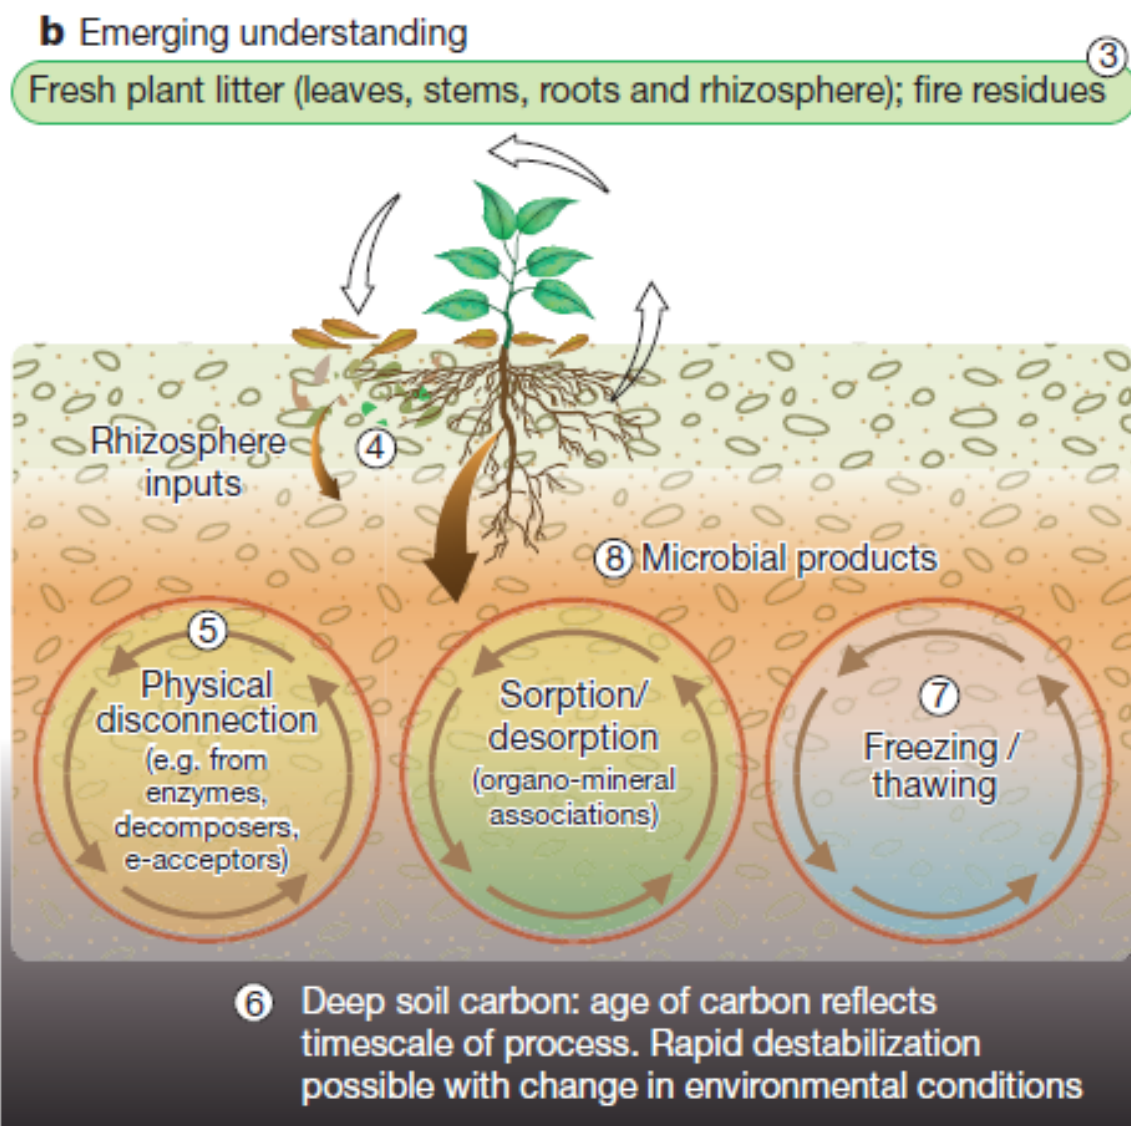 b Emerging understanding
3
Fresh plant litter (leaves, stems, roots and rhizosphere); fire residues
Rhizosphere
inputs
4
8 Microbial products
5
Physical
disconnection
(e.g. from
enzymes,
decomposers,
e-acceptors)
Sorption/
desorption
(organo-mineral
associations)
7
Freezing /
thawing
6 Deep soil carbon: age of carbon reflects
timescale of process. Rapid destabilization
possible with change in environmental conditions